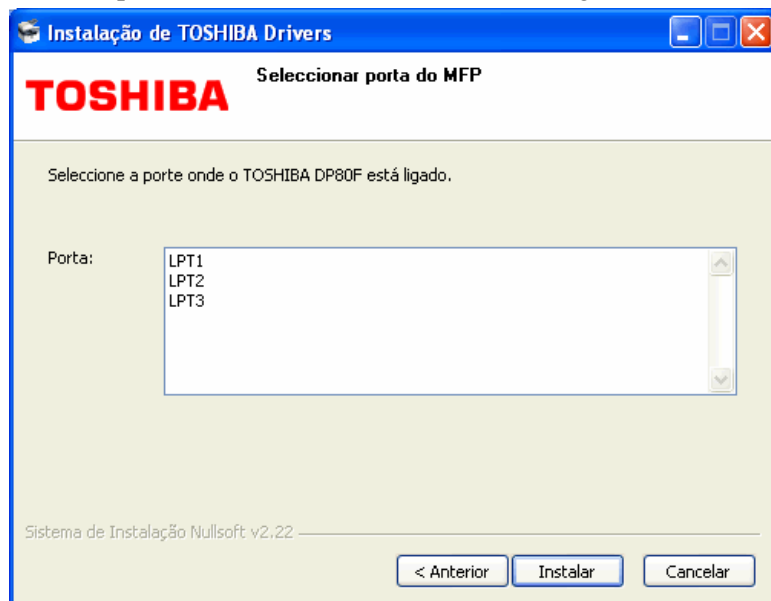 Instalação de TOSHIBA Drivers
TOSHIBA
Seleccionar porta do MFP
Seleccione a porte onde o TOSHIBA DP80F está ligado.
Porta:
LPT1
LPT2
LPT3
Sistema de Instalação Nullsoft v2.22
< Anterior
Instalar
Cancelar